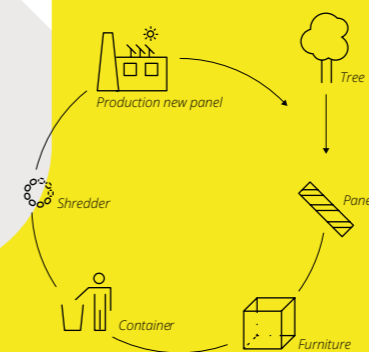 Tree
Production new panel
Shredder
Pane
Container
Furniture